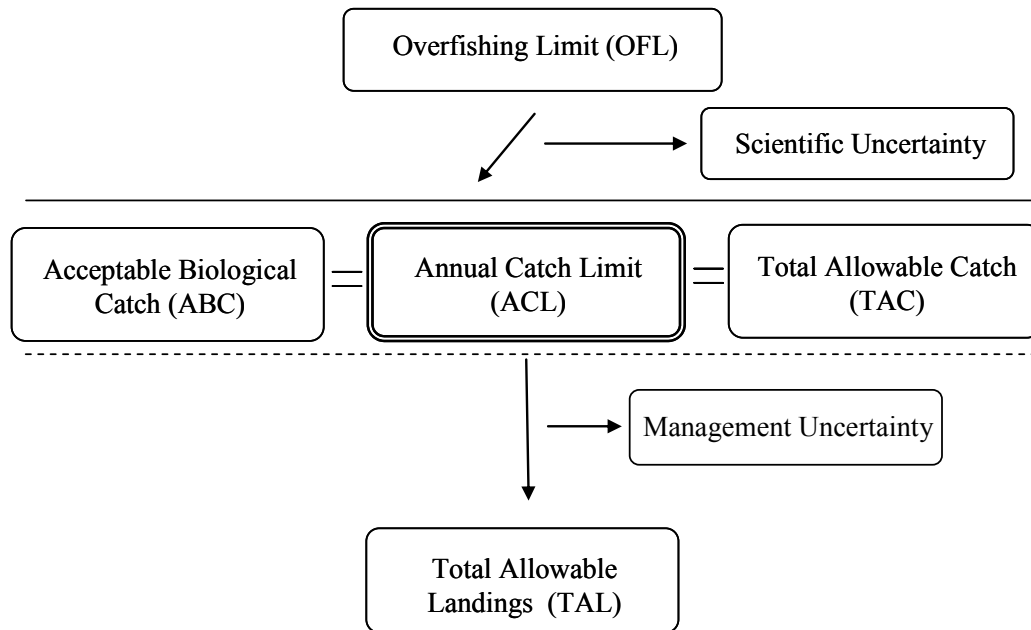 Overfishing Limit (OFL)
Scientific Uncertainty
Acceptable Biological
Catch (ABC)
=
Annual Catch Limit
(ACL)
=
Total Allowable Catch
(TAC)
Management Uncertainty
Total Allowable
Landings (TAL)